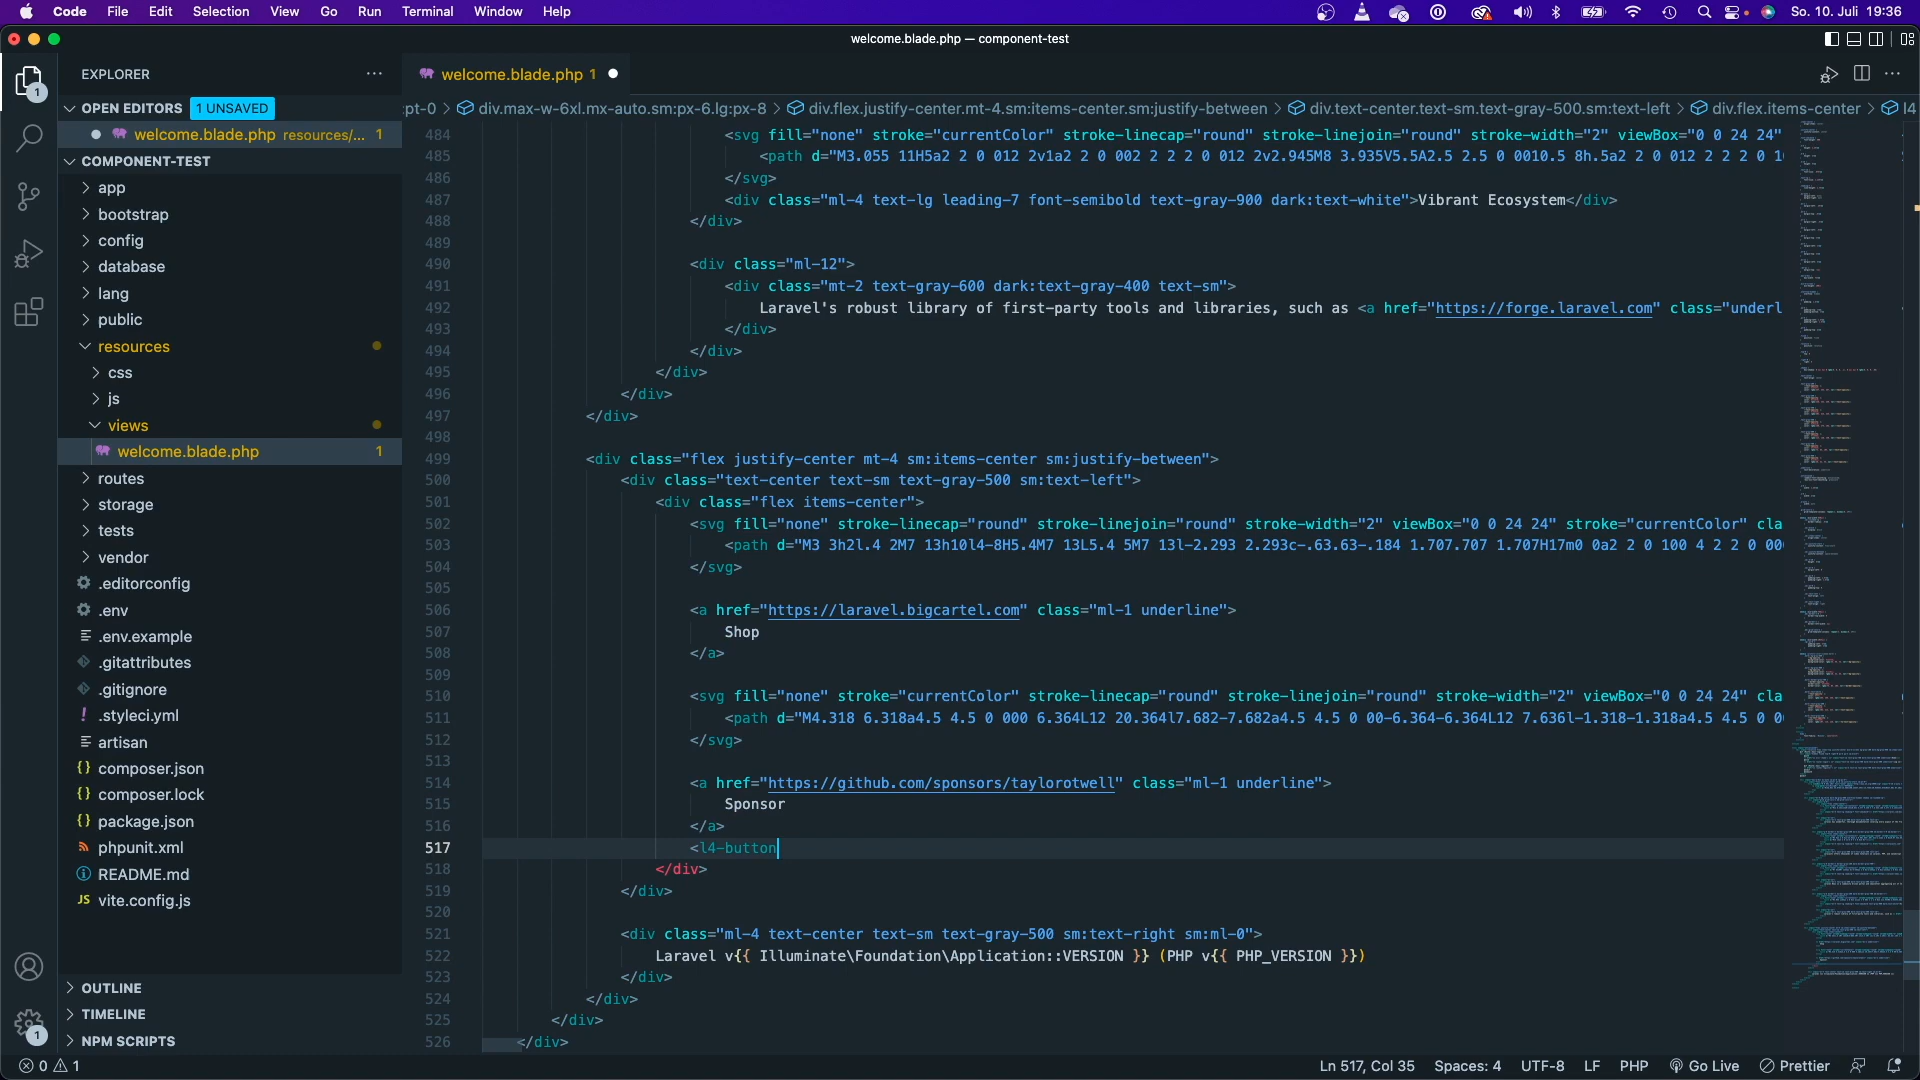 Code File Edit Selection View Go Run Terminal Window Help So. 10. Juli 19:36
welcome.blade.php — component-test
1
EXPLORER ···
welcome.blade.php 1
OPEN EDITORS 1 UNSAVED
welcome.blade.php resources/... 1
COMPONENT-TEST
app
bootstrap
config
database
lang
public
resources
css
js
views
welcome.blade.php 1
routes
storage
tests
vendor
.editorconfig
.env
.env.example
.gitattributes
.gitignore
.styleci.yml
artisan
composer.json
composer.lock
package.json
phpunit.xml
README.md
vite.config.js
OUTLINE
TIMELINE
NPM SCRIPTS
1
:pt-0 > div.max-w-6xl.mx-auto.sm:px-6.lg:px-8 > div.flex.justify-center.mt-4.sm:items-center.sm:justify-between > div.text-center.text-sm.text-gray-500.sm:text-left > div.flex.items-center > l4
484 <svg fill="none" stroke="currentColor" stroke-linecap="round" stroke-linejoin="round" stroke-width="2" viewBox="0 0 24 24"
485 <path d="M3.055 11H5a2 2 0 012 2v1a2 2 0 002 2 2 2 0 012 2v2.945M8 3.935V5.5A2.5 2.5 0 0010.5 8h.5a2 2 0 012 2 2 2 0 10
486 </svg>
487 <div class="ml-4 text-lg leading-7 font-semibold text-gray-900 dark:text-white">Vibrant Ecosystem</div>
488 </div>
489
490 <div class="ml-12">
491 <div class="mt-2 text-gray-600 dark:text-gray-400 text-sm">
492 Laravel's robust library of first-party tools and libraries, such as <a href="https://forge.laravel.com" class="underl
493 </div>
494 </div>
495 </div>
496 </div>
497 </div>
498
499 <div class="flex justify-center mt-4 sm:items-center sm:justify-between">
500 <div class="text-center text-sm text-gray-500 sm:text-left">
501 <div class="flex items-center">
502 <svg fill="none" stroke-linecap="round" stroke-linejoin="round" stroke-width="2" viewBox="0 0 24 24" stroke="currentColor" cla
503 <path d="M3 3h2l.4 2M7 13h10l4-8H5.4M7 13L5.4 5M7 13l-2.293 2.293c-.63.63-.184 1.707.707 1.707H17m0 0a2 2 0 100 4 2 2 0 00
504 </svg>
505
506 <a href="https://laravel.bigcartel.com" class="ml-1 underline">
507 Shop
508 </a>
509
510 <svg fill="none" stroke="currentColor" stroke-linecap="round" stroke-linejoin="round" stroke-width="2" viewBox="0 0 24 24" cla
511 <path d="M4.318 6.318a4.5 4.5 0 000 6.364L12 20.364l7.682-7.682a4.5 4.5 0 00-6.364-6.364L12 7.636l-1.318-1.318a4.5 4.5 0 00
512 </svg>
513
514 <a href="https://github.com/sponsors/taylorotwell" class="ml-1 underline">
515 Sponsor
516 </a>
517 <l4-button
518 </div>
519 </div>
520
521 <div class="ml-4 text-center text-sm text-gray-500 sm:text-right sm:ml-0">
522 Laravel v{{ Illuminate\Foundation\Application::VERSION }} (PHP v{{ PHP_VERSION }})
523 </div>
524 </div>
525 </div>
526 </div>
0 1 Ln 517, Col 35 Spaces: 4 UTF-8 LF PHP Go Live Prettier